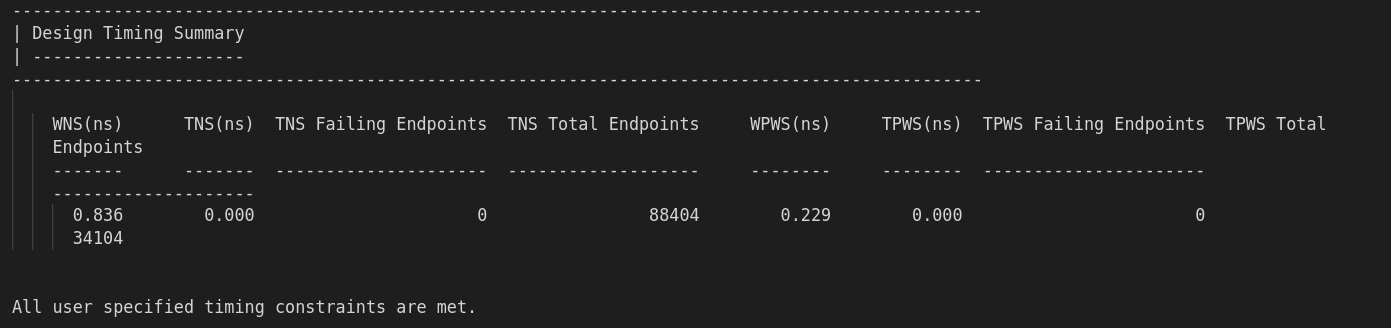 ------------------------------------------------------------------------------------------------
| Design Timing Summary
| ---------------------
------------------------------------------------------------------------------------------------
WNS(ns)      TNS(ns)  TNS Failing Endpoints  TNS Total Endpoints     WPWS(ns)     TPWS(ns)  TPWS Failing Endpoints  TPWS Total
Endpoints
-------      -------  ---------------------  -------------------     --------     --------  ----------------------
--------------------
0.836        0.000                      0                88404        0.229        0.000                       0
34104
All user specified timing constraints are met.